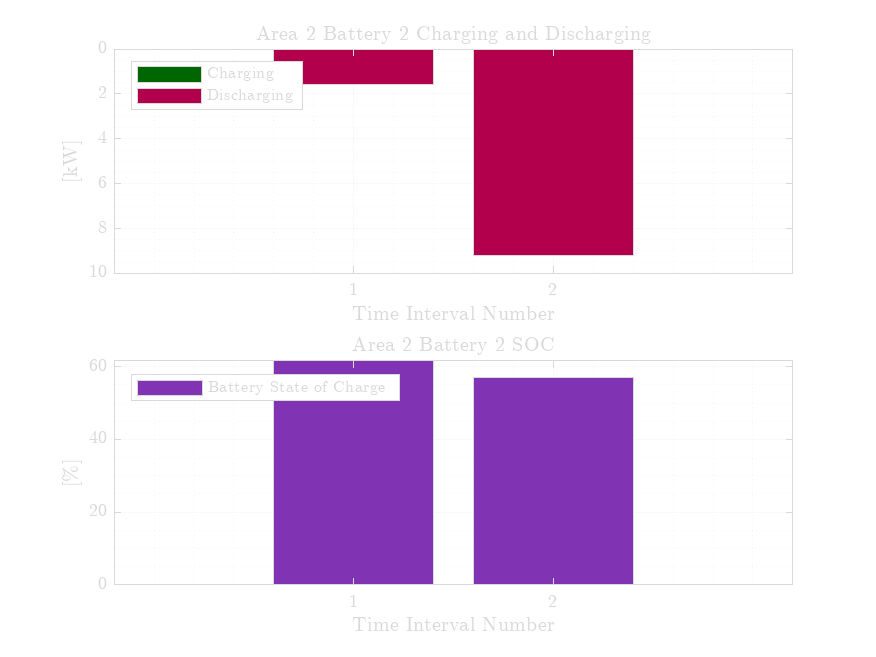 Area 2 Battery 2 Charging and Discharging
0
2
4
6
8
10
[kW]
Charging
Discharging
1 2
Time Interval Number
Area 2 Battery 2 SOC
60
40
20
0
[%]
Battery State of Charge
1 2
Time Interval Number